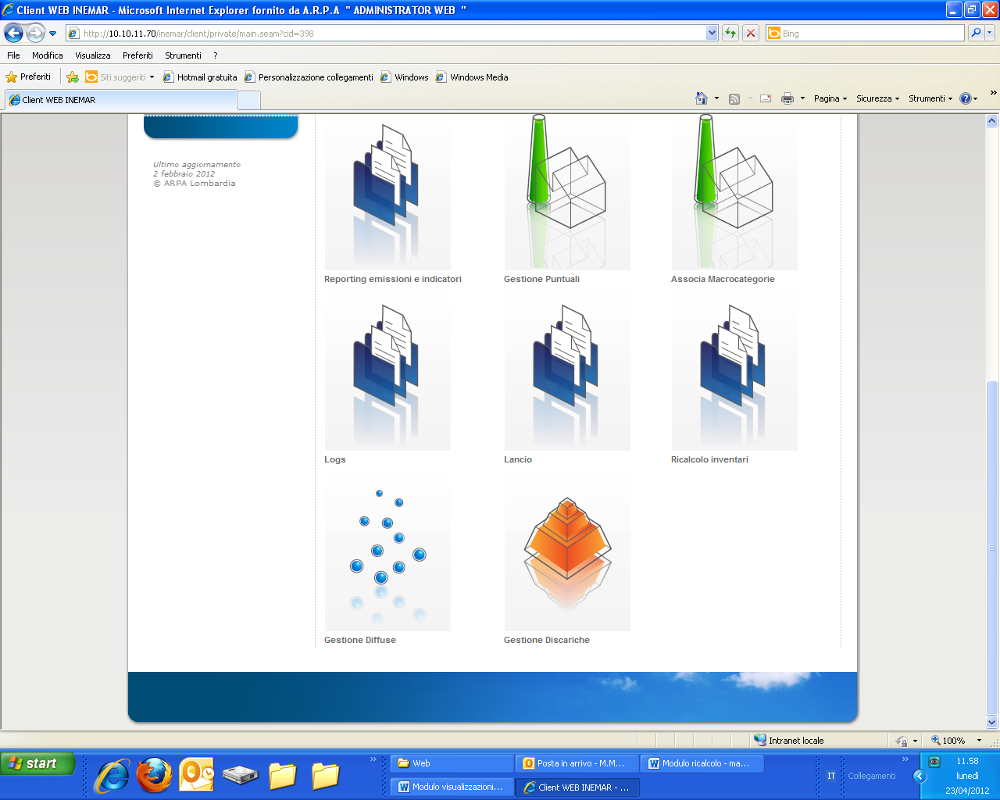 Client WEB INEMAR - Microsoft Internet Explorer fornito da A.R.P.A " ADMINISTRATOR WEB "
http://10.10.11.70/inemar/client/private/main.seam?cid=398
Bing
File Modifica Visualizza Preferiti Strumenti ?
Preferiti Siti suggeriti Hotmail gratuita Personalizzazione collegamenti Windows Windows Media
Client WEB INEMAR
Pagina Sicurezza Strumenti
Ultimo aggiornamento
2 febbraio 2012
© ARPA Lombardia
Reporting emissioni e indicatori
Gestione Puntuali
Associa Macrocategorie
Logs
Lancio
Ricalcolo inventari
Gestione Diffuse
Gestione Discariche
Intranet locale
100%
start
Web
Posta in arrivo - M.M...
Modulo ricalcolo - ma...
Modulo visualizzazioni...
Client WEB INEMAR - ...
IT
Collegamenti
11.58
lunedì
23/04/2012